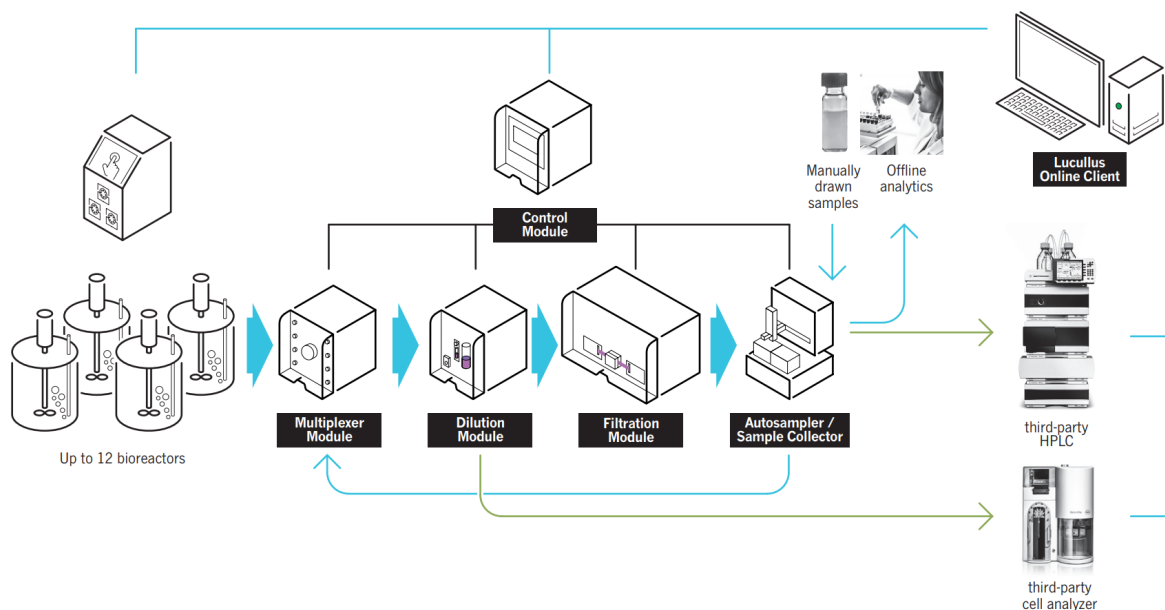 Manually
drawn
samples
Offline
analytics
Lucullus
Online Client
Control
Module
Multiplexer
Module
Dilution
Module
Filtration
Module
Autosampler /
Sample Collector
Up to 12 bioreactors
third-party
HPLC
third-party
cell analyzer